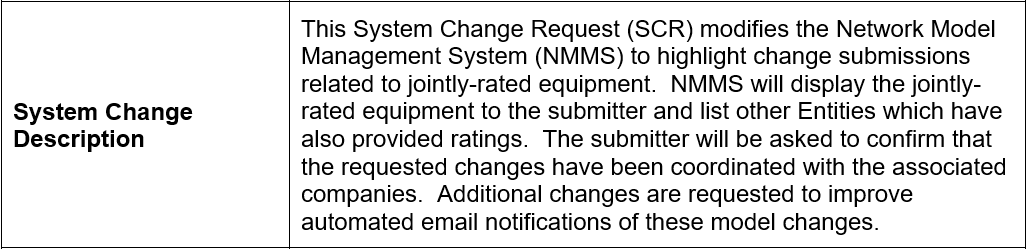 System Change
Description
This System Change Request (SCR) modifies the Network Model
Management System (NMMS) to highlight change submissions
related to jointly-rated equipment.  NMMS will display the jointly-
rated equipment to the submitter and list other Entities which have
also provided ratings.  The submitter will be asked to confirm that
the requested changes have been coordinated with the associated
companies.  Additional changes are requested to improve
automated email notifications of these model changes.